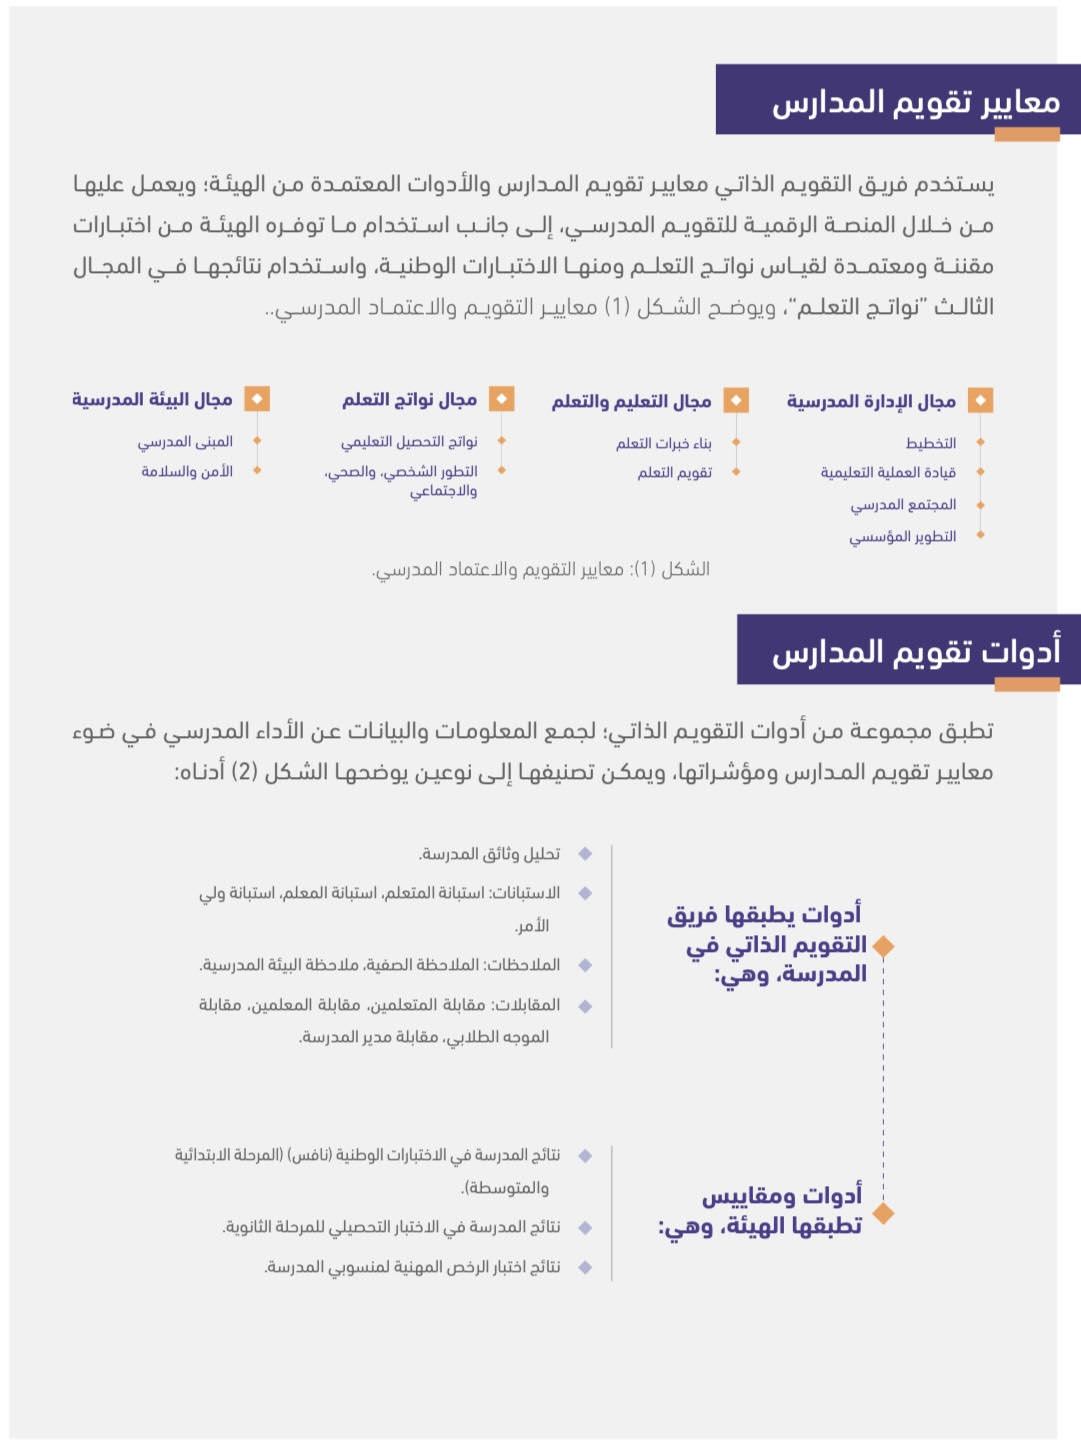 معايير تقويم المدارس
يستخدم فريق التقويم الذاتي معايير تقويم المدارس والأدوات المعتمدة من الهيئة؛ ويعمل عليها
من خلال المنصة الرقمية للتقويم المدرسي، إلى جانب استخدام ما توفره الهيئة من اختبارات
مقننة ومعتمدة لقياس نواتج التعلم ومنها الاختبارات الوطنية، واستخدام نتائجها في المجال
الثالث ”نواتج التعلم“، ويوضح الشكل (1) معايير التقويم والاعتماد المدرسي..
مجال الإدارة المدرسية
التخطيط
قيادة العملية التعليمية
المجتمع المدرسي
التطوير المؤسسي
مجال التعليم والتعلم
بناء خبرات التعلم
تقويم التعلم
مجال نواتج التعلم
نواتج التحصيل التعليمي
التطور الشخصي، والصحي،
والاجتماعي
مجال البيئة المدرسية
المبنى المدرسي
الأمن والسلامة
الشكل (1): معايير التقويم والاعتماد المدرسي.
أدوات تقويم المدارس
تطبق مجموعة من أدوات التقويم الذاتي؛ لجمع المعلومات والبيانات عن الأداء المدرسي في ضوء
معايير تقويم المدارس ومؤشراتها، ويمكن تصنيفها إلى نوعين يوضحها الشكل (2) أدناه:
أدوات يطبقها فريق
التقويم الذاتي في
المدرسة، وهي:
تحليل وثائق المدرسة.
الاستبانات: استبانة المتعلم، استبانة المعلم، استبانة ولي
الأمر.
الملاحظات: الملاحظة الصفية، ملاحظة البيئة المدرسية.
المقابلات: مقابلة المتعلمين، مقابلة المعلمين، مقابلة
الموجه الطلابي، مقابلة مدير المدرسة.
أدوات ومقاييس
تطبقها الهيئة، وهي:
نتائج المدرسة في الاختبارات الوطنية (نافس) (المرحلة الابتدائية
والمتوسطة).
نتائج المدرسة في الاختبار التحصيلي للمرحلة الثانوية.
نتائج اختبار الرخص المهنية لمنسوبي المدرسة.